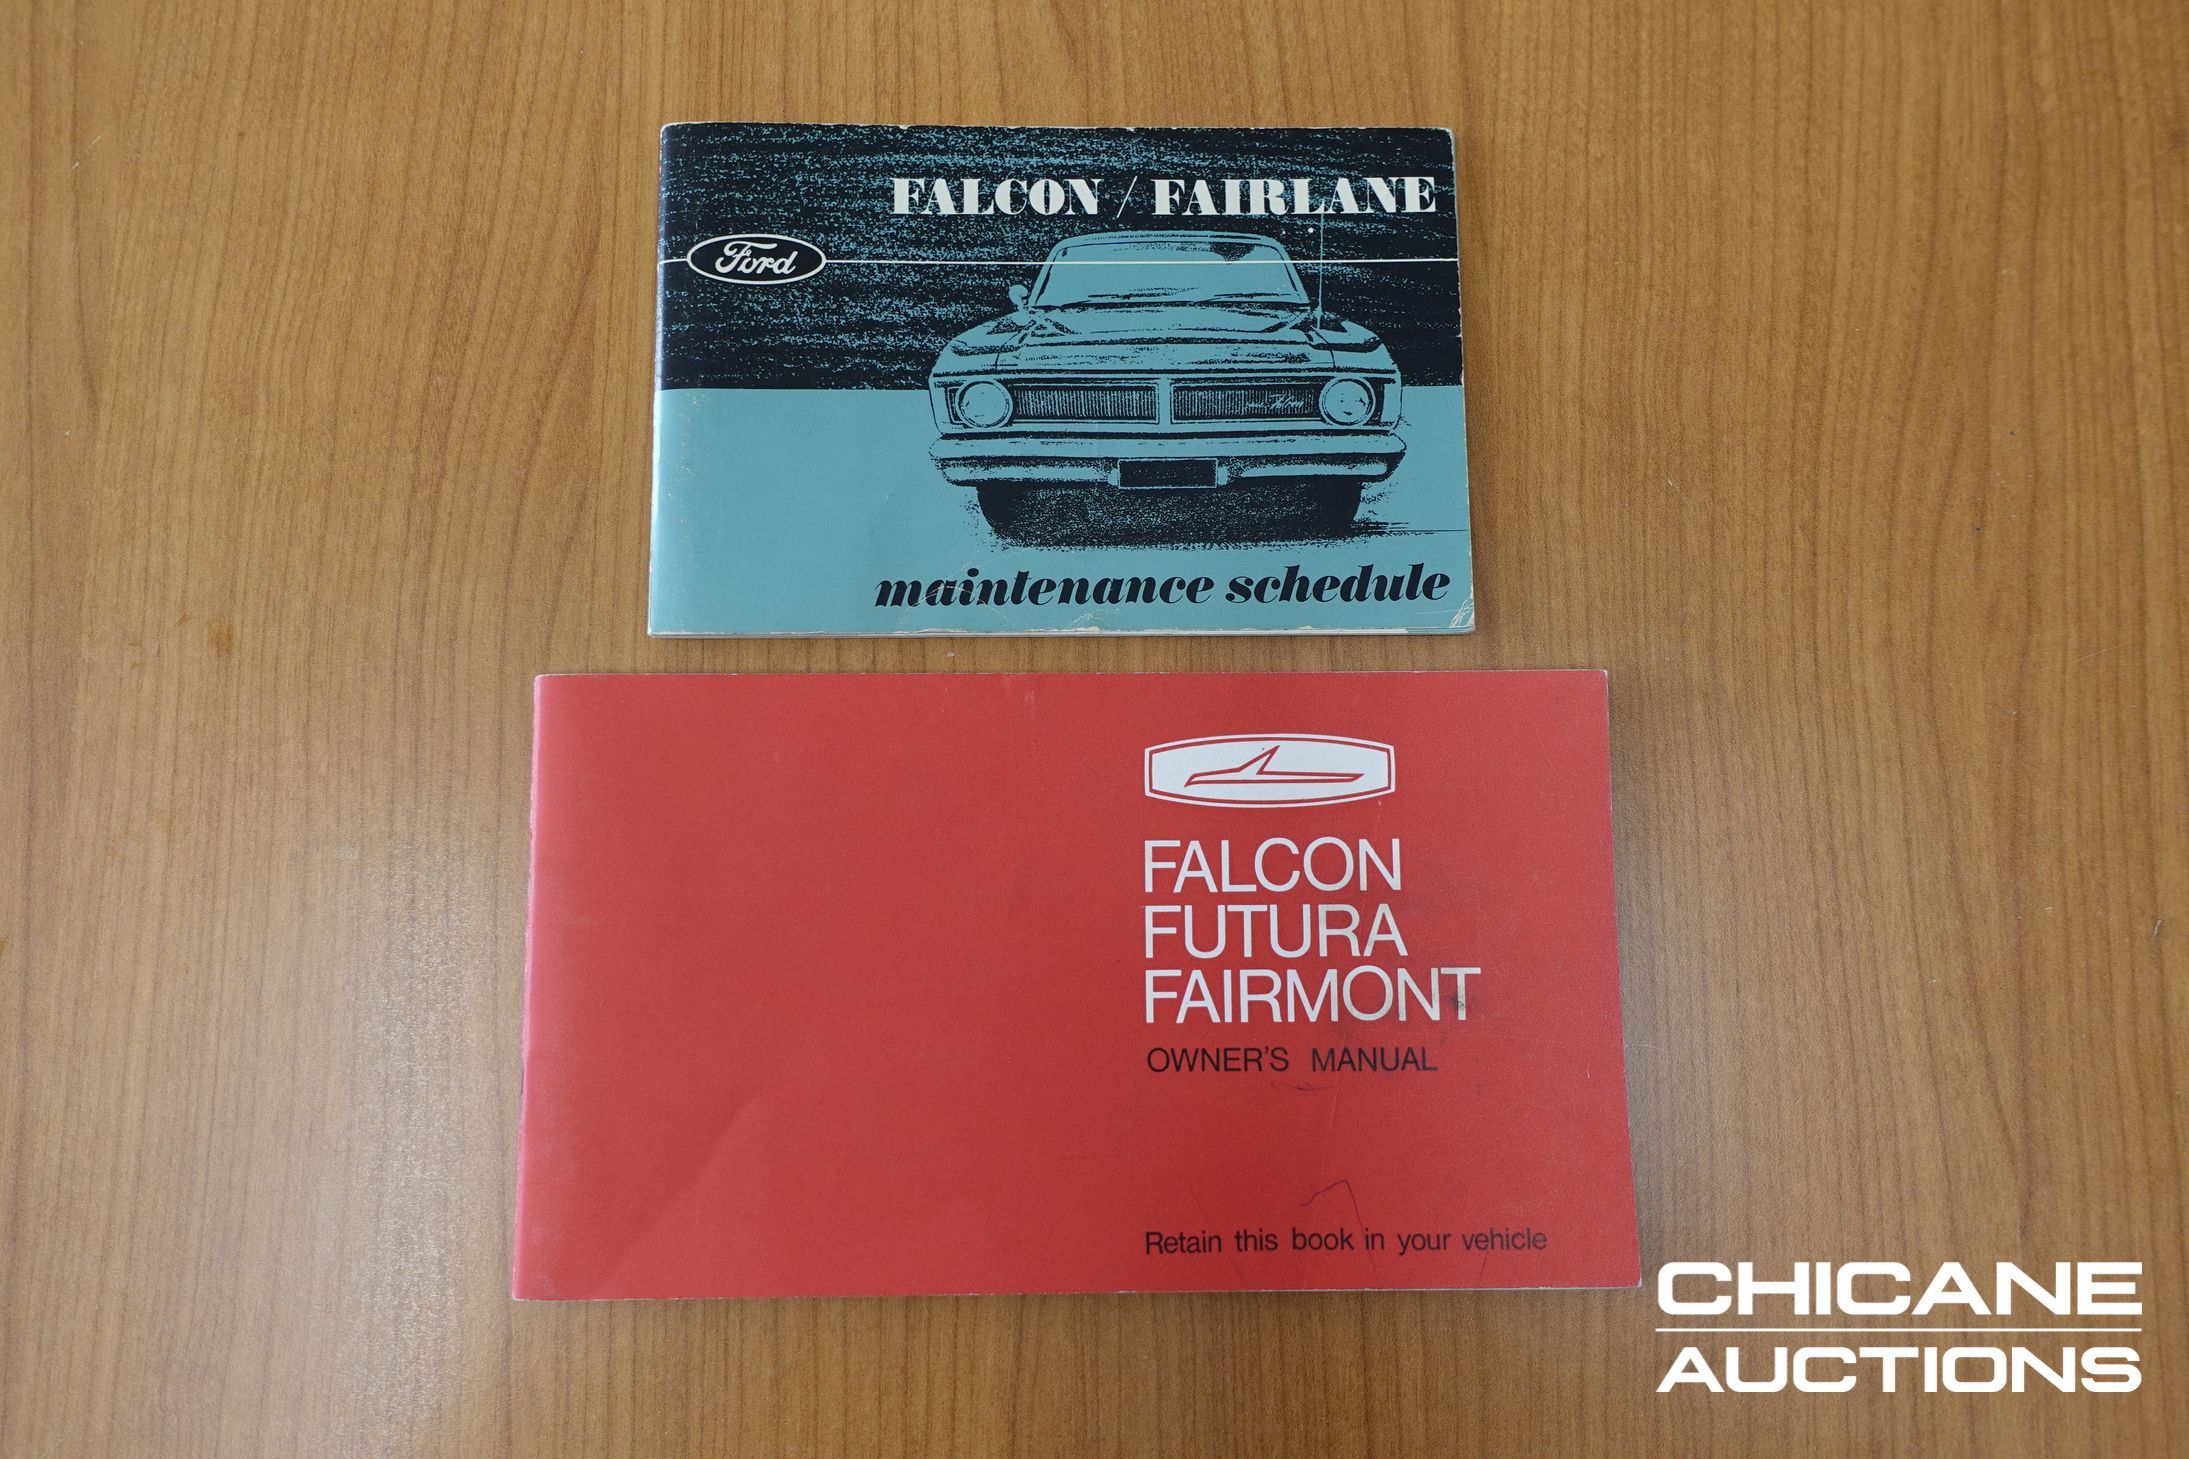 FALCON / FAIRLANE
Ford
maintenance schedule
FALCON
FUTURA
FAIRMONT
OWNER'S MANUAL
Retain this book in your vehicle
CHICANE
AUCTIONS